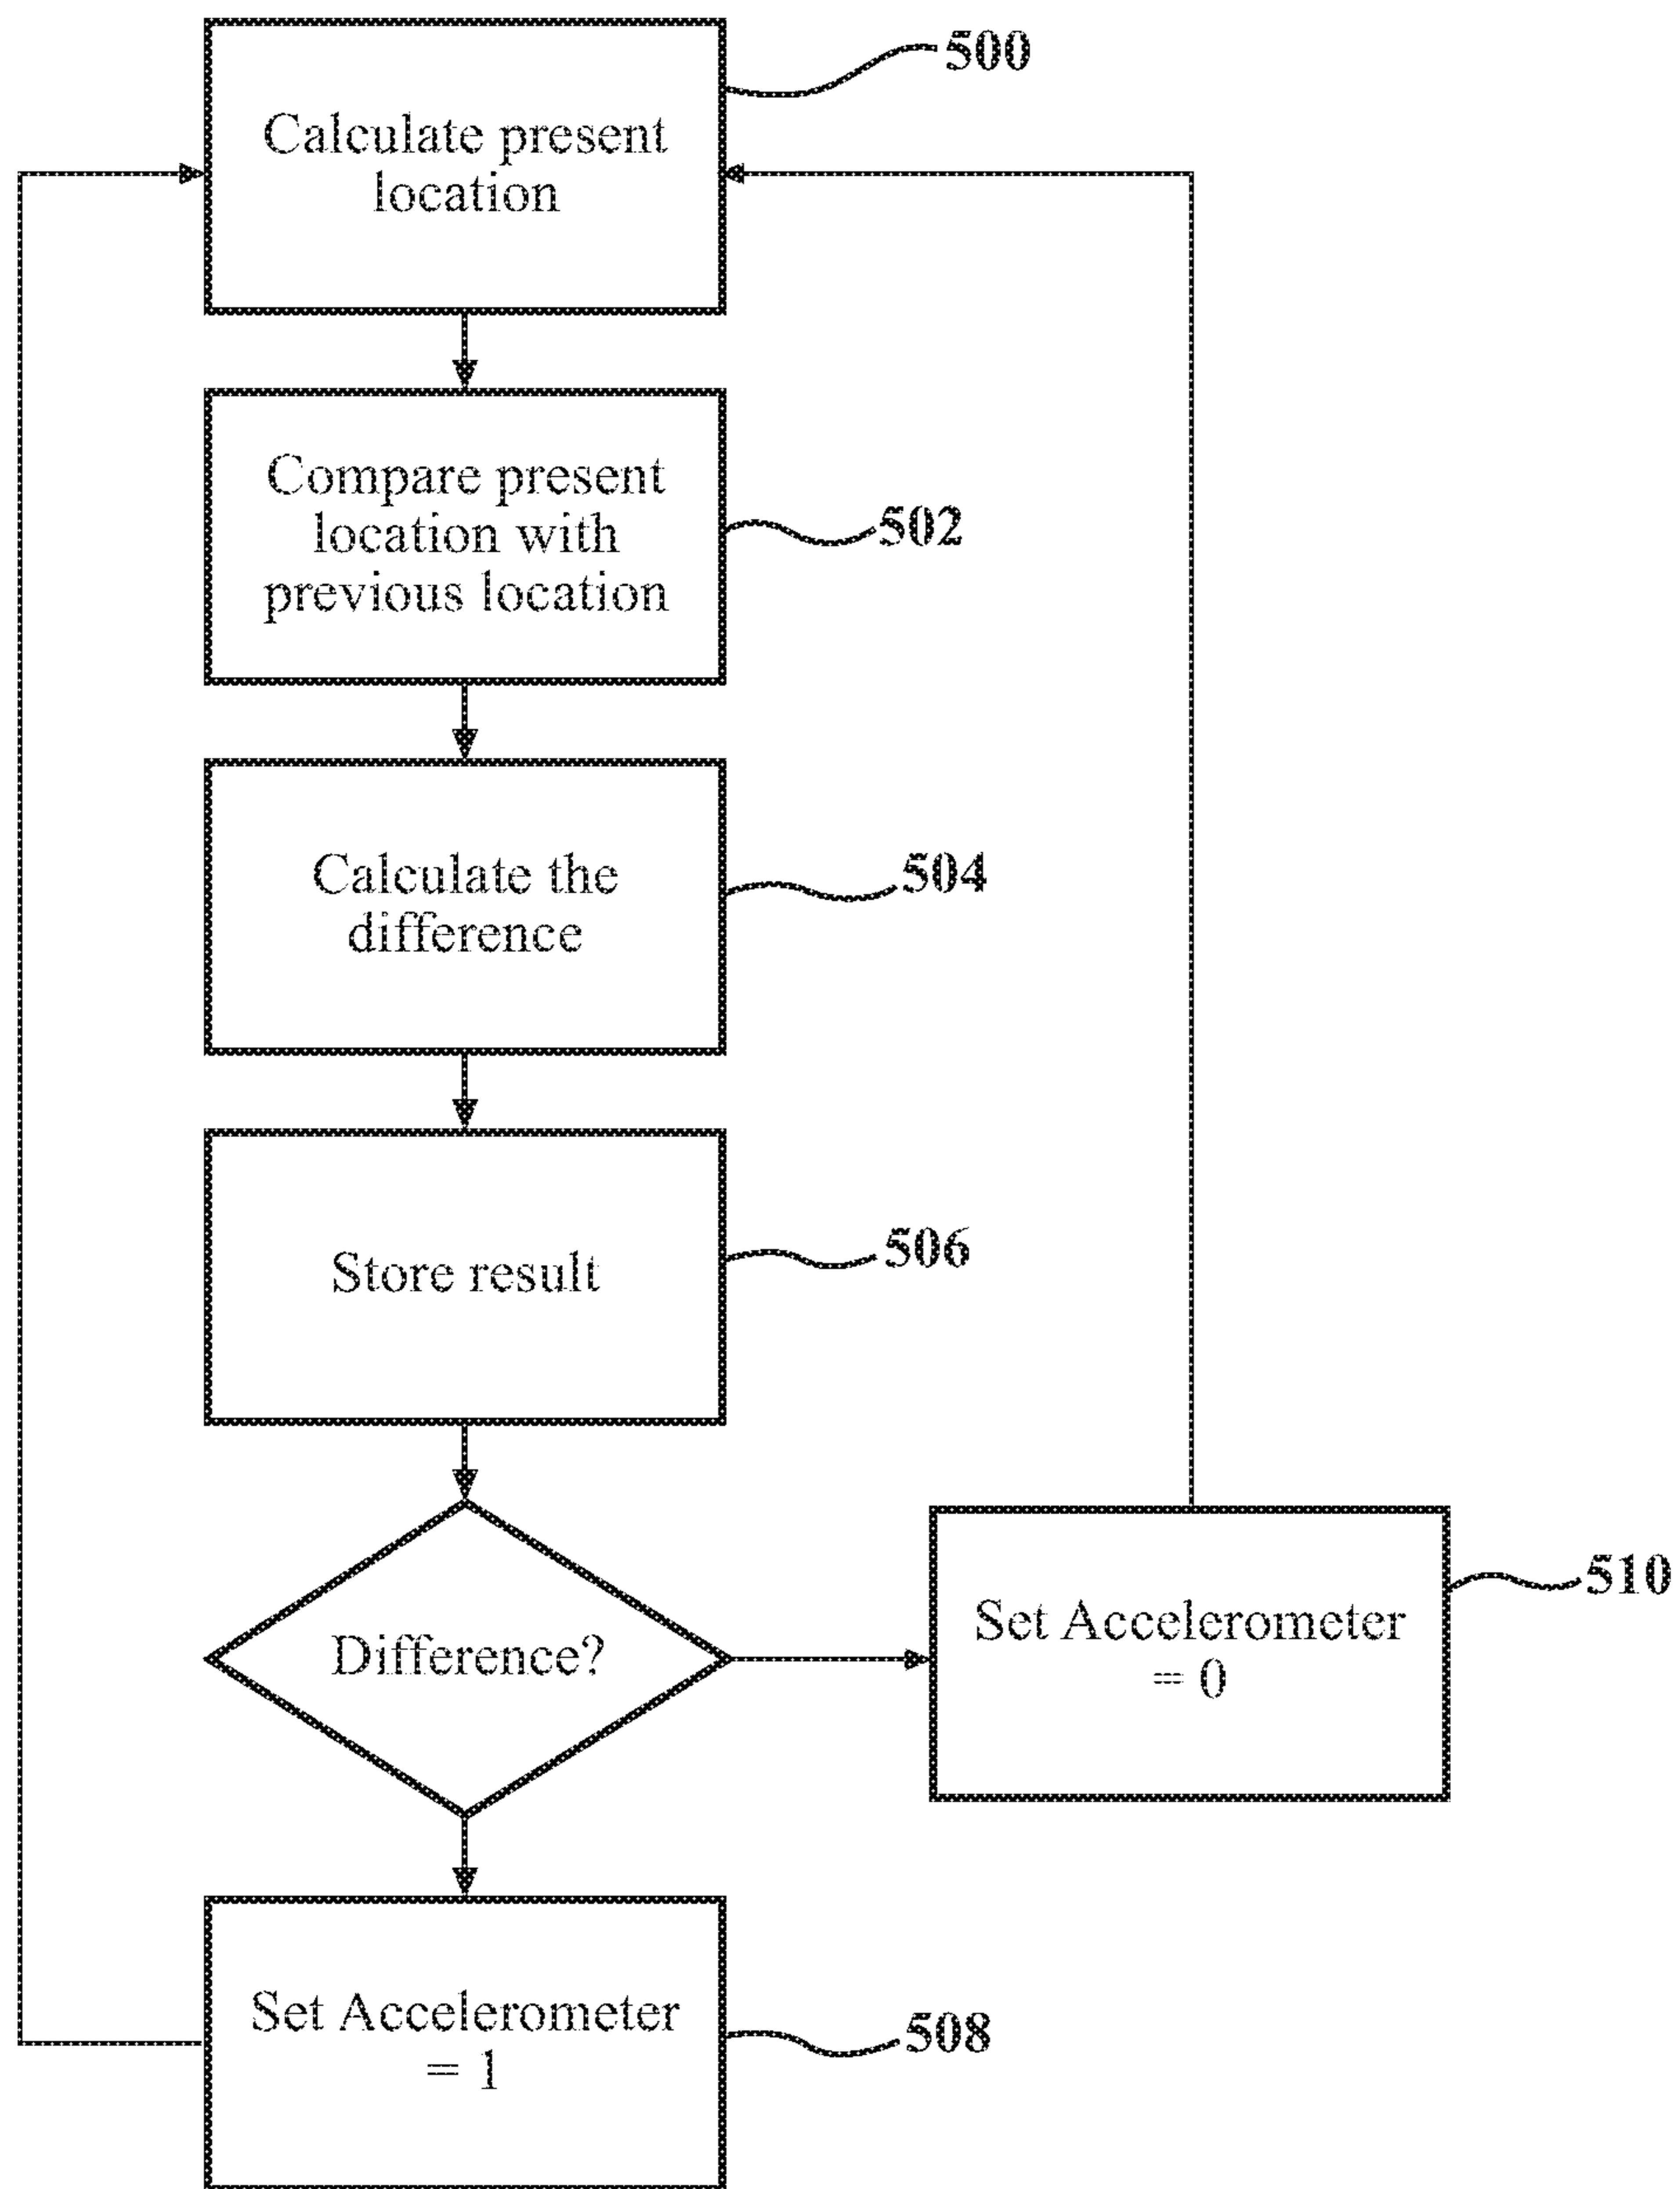 500
Calculate present
location
Compare present
location with
previous location
502
Calculate the
difference
504
Store result
506
Difference?
Set Accelerometer
= 0
510
Set Accelerometer
= 1
508